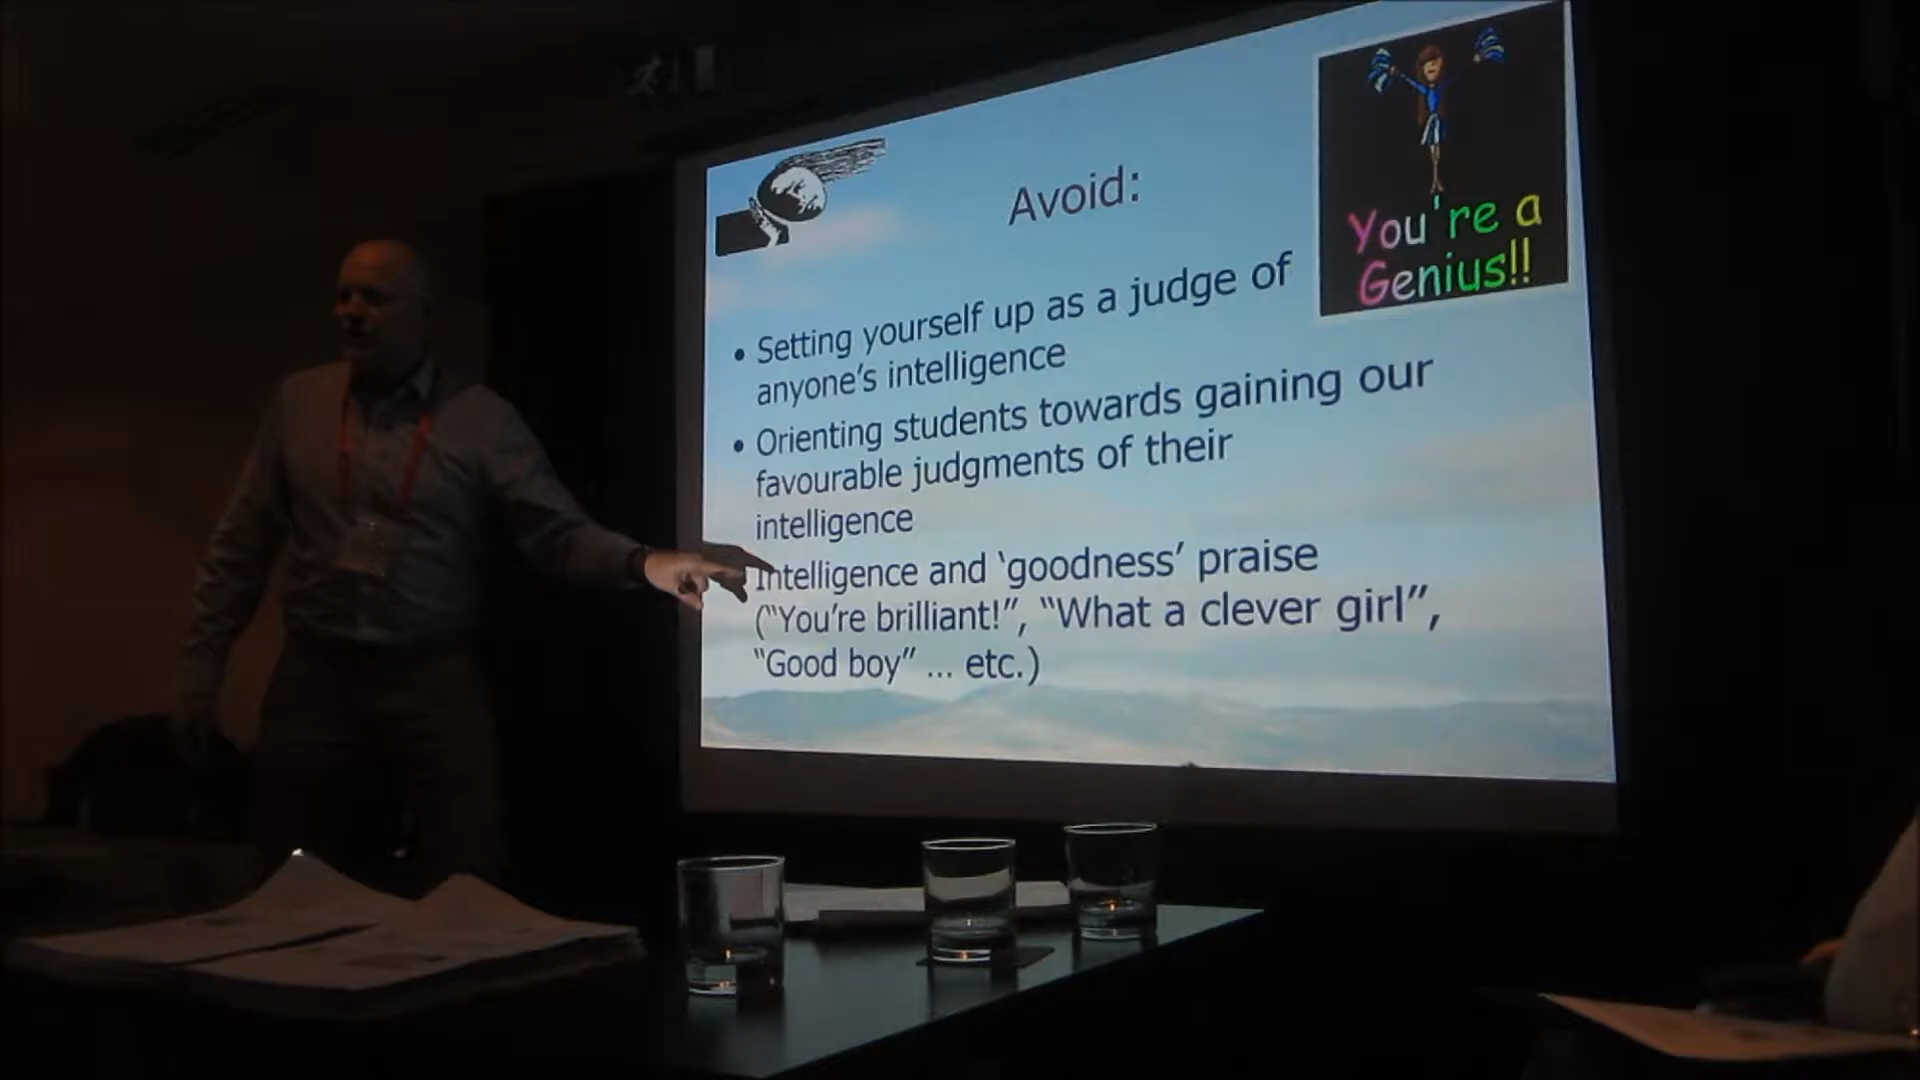 Avoid:
You're a
Genius!!
• Setting yourself up as a judge of
anyone's intelligence
• Orienting students towards gaining our
favourable judgments of their
intelligence
Intelligence and ‘goodness’ praise
(“You're brilliant!”, “What a clever girl”,
“Good boy” ... etc.)